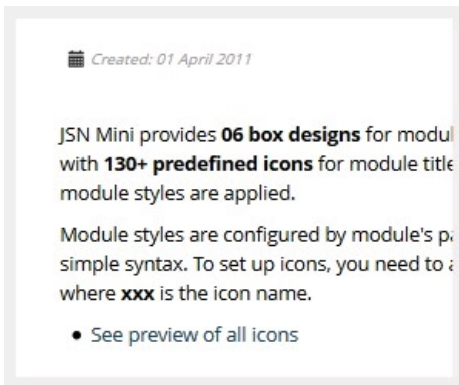 Created: 01 April 2011
JSN Mini provides 06 box designs for modul
with 130+ predefined icons for module title
module styles are applied.
Module styles are configured by module's pa
simple syntax. To set up icons, you need to a
where xxx is the icon name.
• See preview of all icons